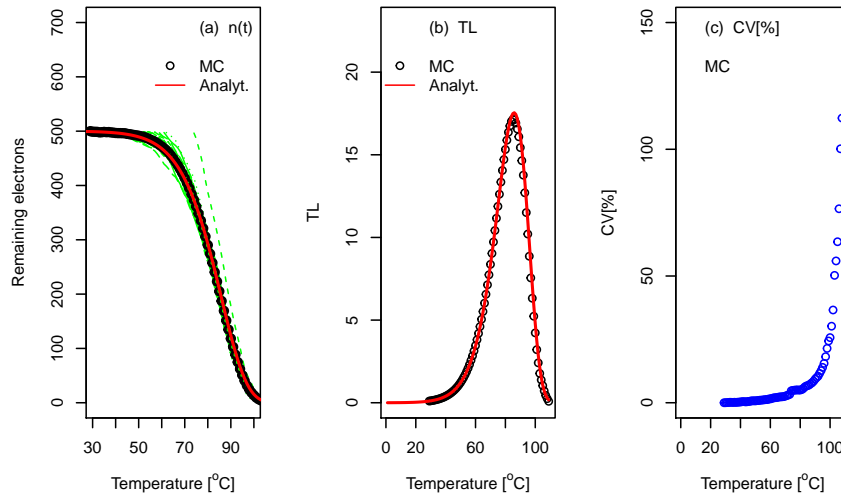 (a) n(t)
MC
Analyt.
Remaining electrons
700
600
500
400
300
200
100
0
30 50 70 90
Temperature [°C]
(b) TL
MC
Analyt.
TL
20
15
10
5
0
0 20 60 100
Temperature [°C]
(c) CV[%]
MC
CV[%]
150
100
50
0
0 20 60 100
Temperature [°C]